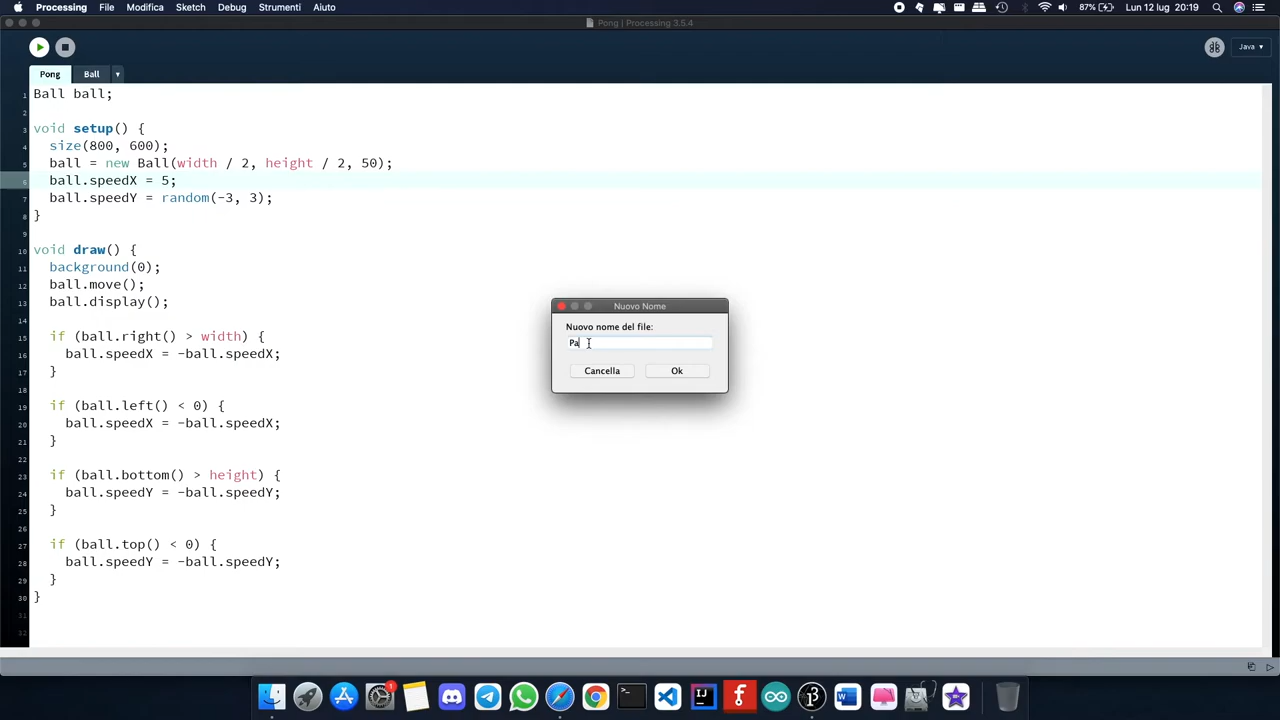 Processing File Modifica Sketch Debug Strumenti Aiuto 87% Lun 12 lug 20:19
Pong | Processing 3.5.4
Java
Pong Ball
1 Ball ball;
2
3 void setup() {
4 size(800, 600);
5 ball = new Ball(width / 2, height / 2, 50);
6 ball.speedX = 5;
7 ball.speedY = random(-3, 3);
8 }
9
10 void draw() {
11 background(0);
12 ball.move();
13 ball.display();
14
15 if (ball.right() > width) {
16 ball.speedX = -ball.speedX;
17 }
18
19 if (ball.left() < 0) {
20 ball.speedX = -ball.speedX;
21 }
22
23 if (ball.bottom() > height) {
24 ball.speedY = -ball.speedY;
25 }
26
27 if (ball.top() < 0) {
28 ball.speedY = -ball.speedY;
29 }
30 }
31
32
Nuovo Nome
Nuovo nome del file:
Pa
Cancella Ok